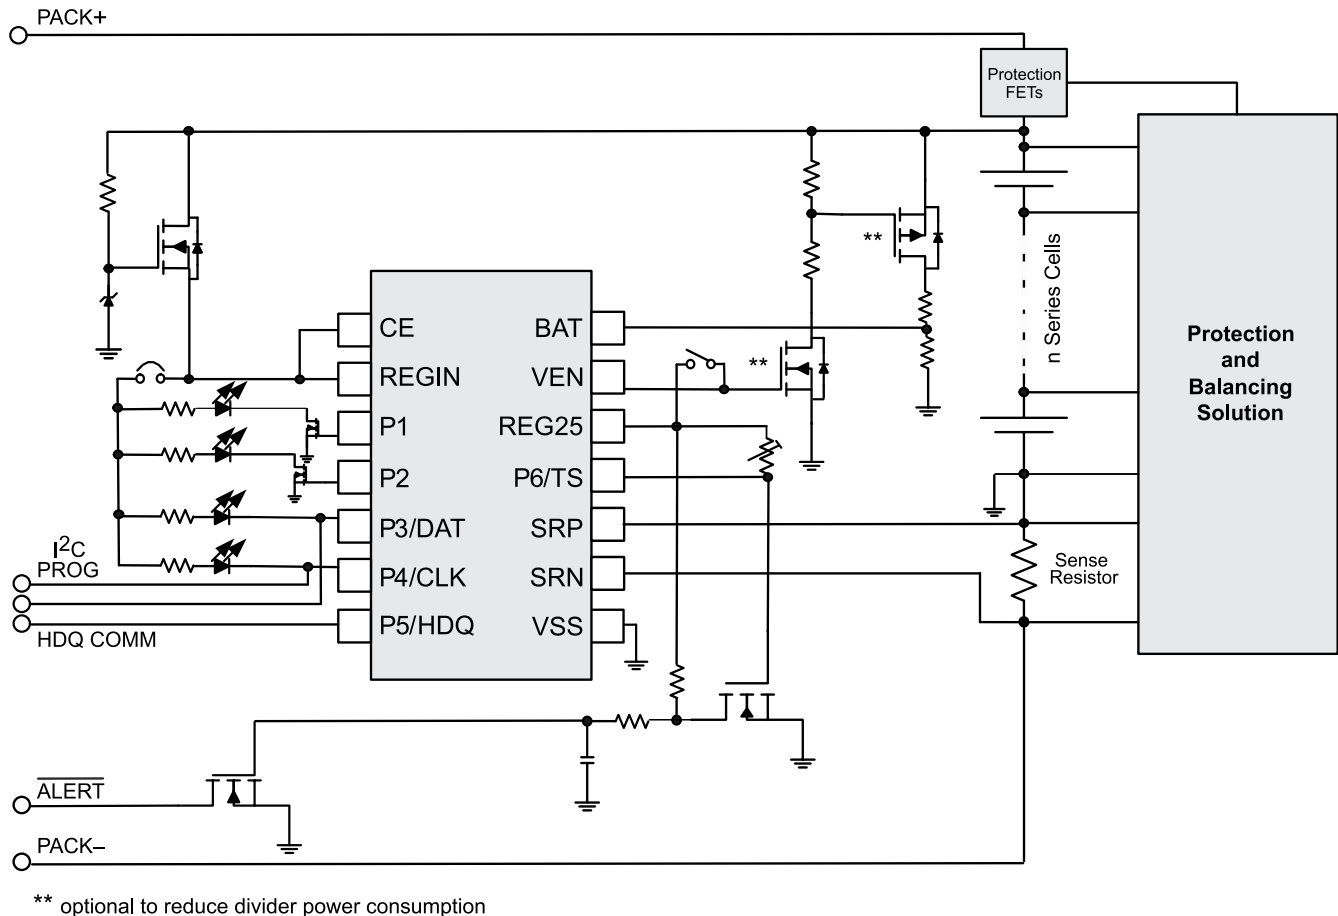 PACK+
Protection
FETs
**
n Series Cells
Protection
and
Balancing
Solution
CE
BAT
REGIN
VEN
**
P1
REG25
P2
P6/TS
P3/DAT
SRP
I²C
PROG
P4/CLK
SRN
Sense
Resistor
P5/HDQ
VSS
HDQ COMM
ALERT
PACK–
** optional to reduce divider power consumption